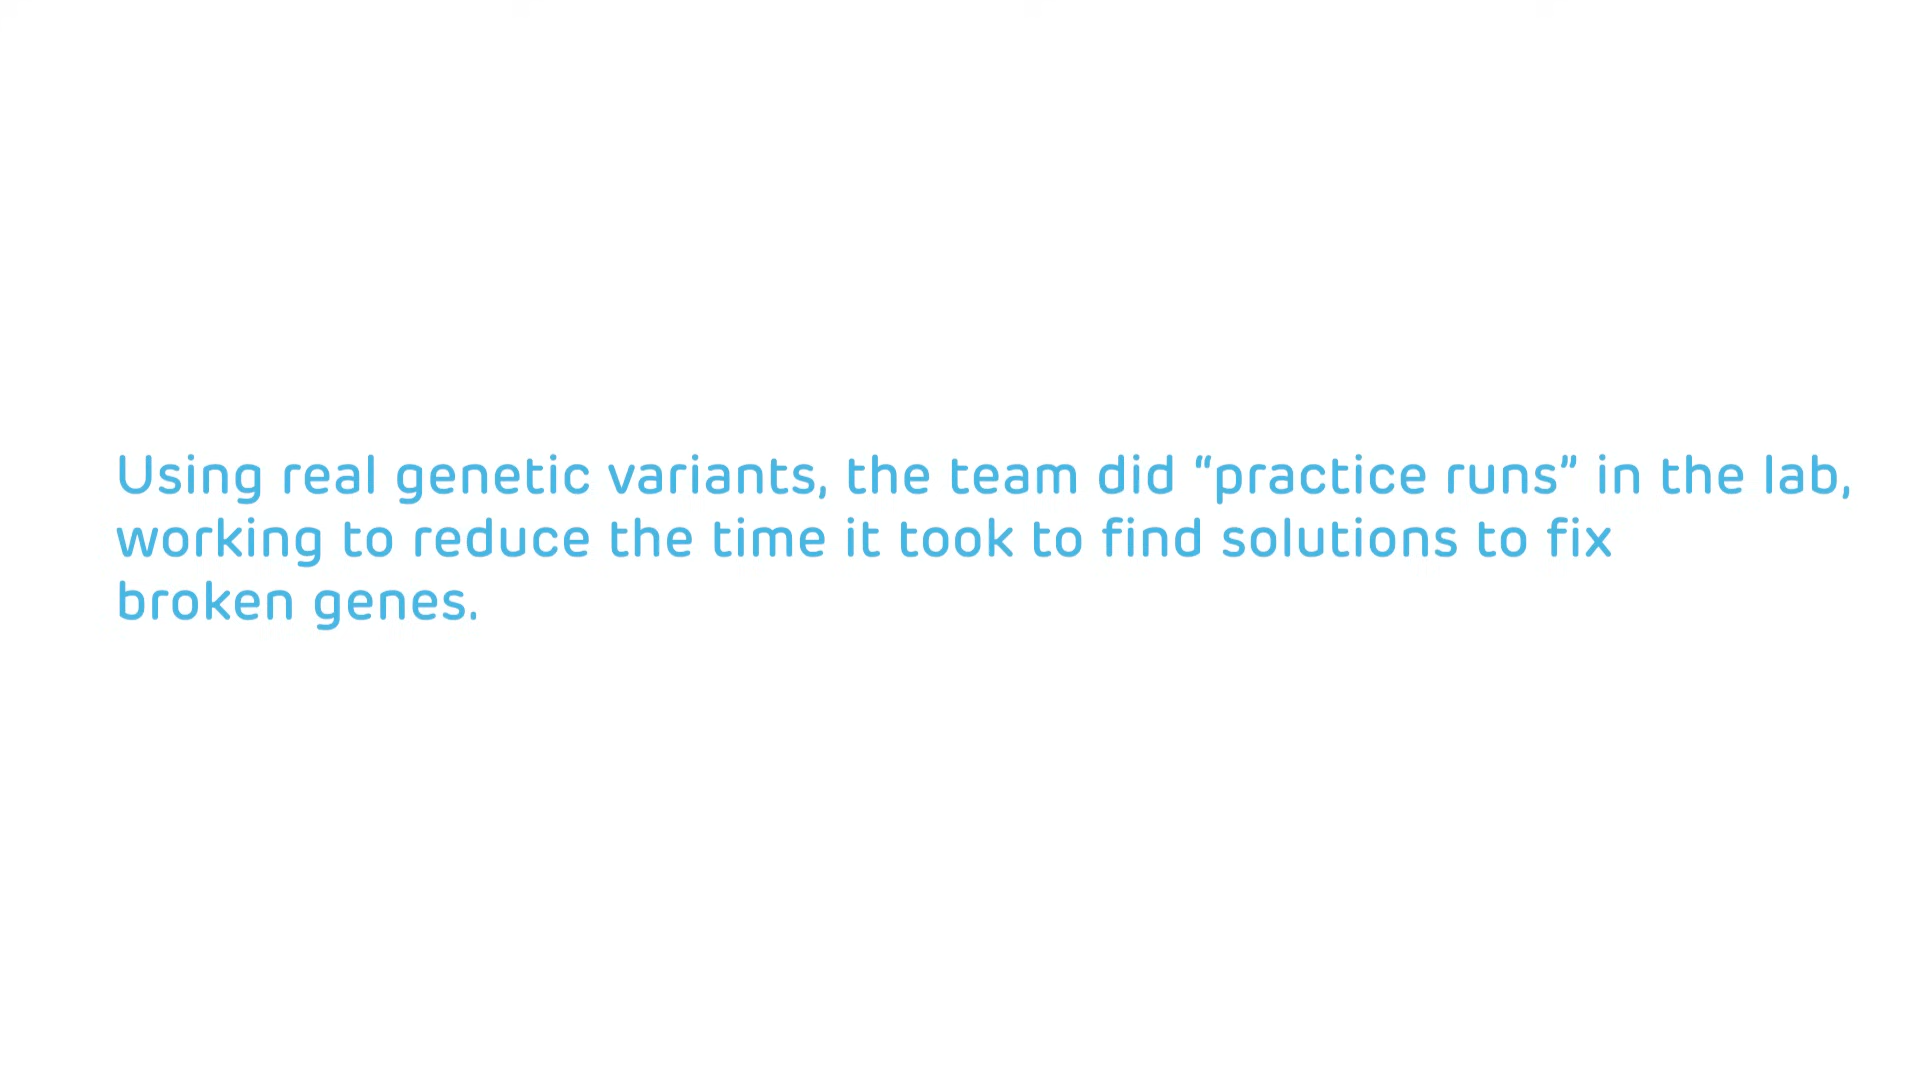 Using real genetic variants, the team did “practice runs” in the lab,
working to reduce the time it took to find solutions to fix
broken genes.